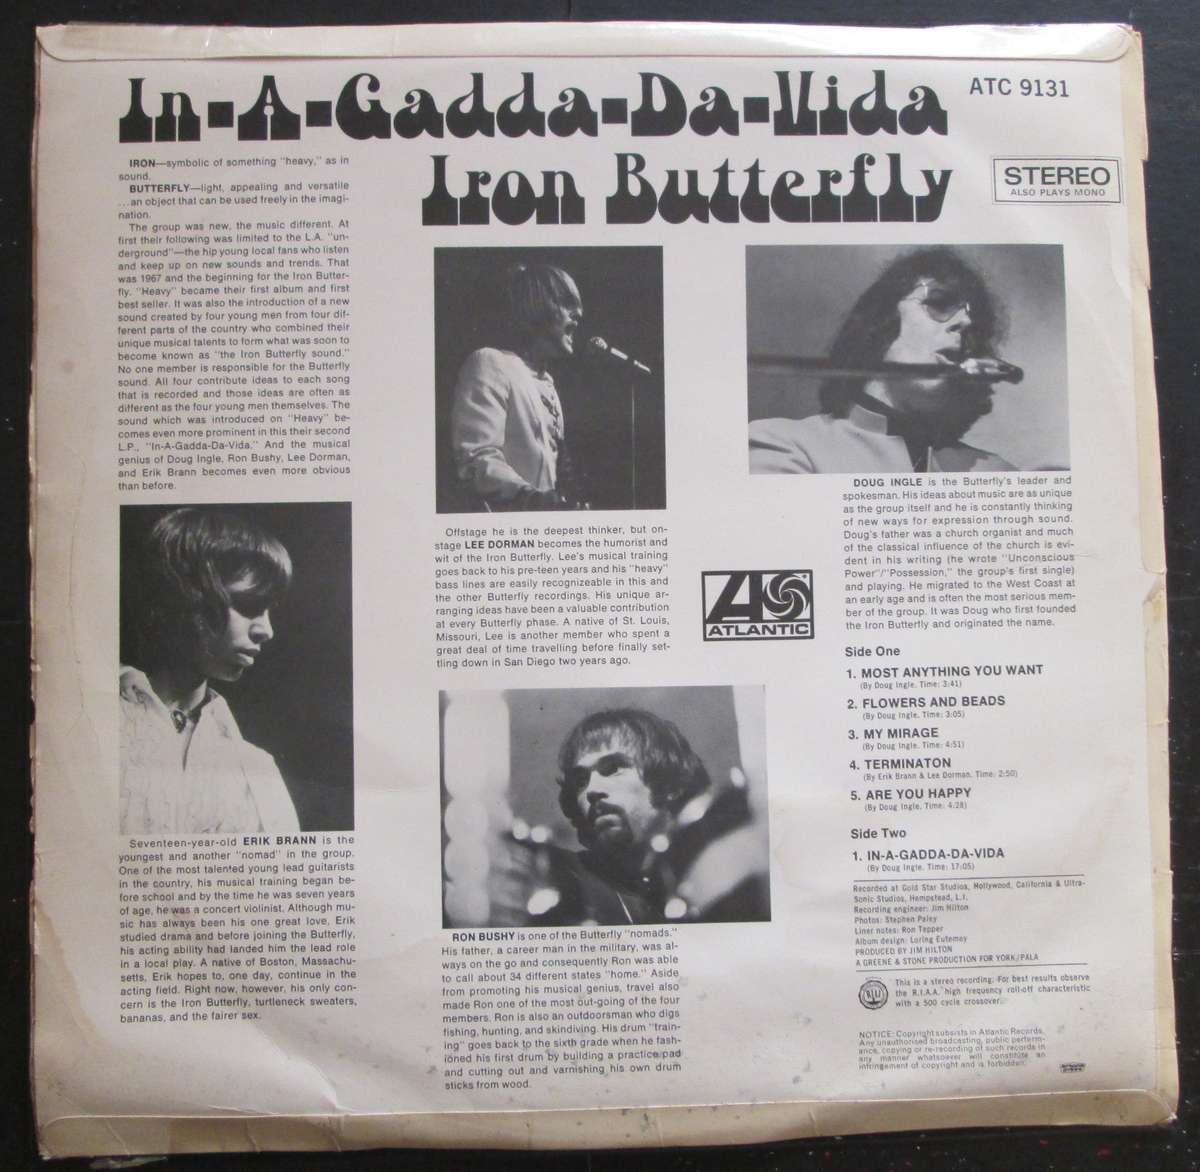 In-A-Gadda-Da-Vida
ATC 9131
Iron Butterfly
STEREO
ALSO PLAYS MONO
IRON—symbolic of something "heavy," as in
sound.
BUTTERFLY—light, appealing and versatile
...an object that can be used freely in the imagi-
nation.
The group was new, the music different. At
first their following was limited to the L.A. "un-
derground"—the hip young local fans who listen
and keep up on new sounds and trends. That
was 1967 and the beginning for the Iron Butter-
fly. "Heavy" became their first album and first
best seller. It was also the introduction of a new
sound created by four young men from four dif-
ferent parts of the country who combined their
unique musical talents to form what was soon to
become known as "the Iron Butterfly sound."
No one member is responsible for the Butterfly
sound. All four contribute ideas to each song
that is recorded and those ideas are often as
different as the four young men themselves. The
sound which was introduced on "Heavy" be-
comes even more prominent in this their second
L.P., "In-A-Gadda-Da-Vida." And the musical
genius of Doug Ingle, Ron Bushy, Lee Dorman,
and Erik Brann becomes even more obvious
than before.
Seventeen-year-old ERIK BRANN is the
youngest and another "nomad" in the group.
One of the most talented young lead guitarists
in the country, his musical training began be-
fore school and by the time he was seven years
of age, he was a concert violinist. Although mu-
sic has always been his one great love, Erik
studied drama and before joining the Butterfly,
his acting ability had landed him the lead role
in a local play. A native of Boston, Massachu-
setts, Erik hopes to, one day, continue in the
acting field. Right now, however, his only con-
cern is the Iron Butterfly, turtleneck sweaters,
bananas, and the fairer sex.
Offstage he is the deepest thinker, but on-
stage LEE DORMAN becomes the humorist and
wit of the Iron Butterfly. Lee's musical training
goes back to his pre-teen years and his "heavy"
bass lines are easily recognizeable in this and
the other Butterfly recordings. His unique ar-
ranging ideas have been a valuable contribution
at every Butterfly phase. A native of St. Louis,
Missouri, Lee is another member who spent a
great deal of time travelling before finally set-
tling down in San Diego two years ago.
ATLANTIC
RON BUSHY is one of the Butterfly "nomads."
His father, a career man in the military, was al-
ways on the go and consequently Ron was able
to call about 34 different states "home." Aside
from promoting his musical genius, travel also
made Ron one of the most out-going of the four
members. Ron is also an outdoorsman who digs
fishing, hunting, and skindiving. His drum "train-
ing" goes back to the sixth grade when he fash-
ioned his first drum by building a practice pad
and cutting out and varnishing his own drum
sticks from wood.
DOUG INGLE is the Butterfly's leader and
spokesman. His ideas about music are as unique
as the group itself and he is constantly thinking
of new ways for expression through sound.
Doug's father was a church organist and much
of the classical influence of the church is evi-
dent in his writing (he wrote "Unconscious
Power"/"Possession," the group's first single)
and playing. He migrated to the West Coast at
an early age and is often the most serious mem-
ber of the group. It was Doug who first founded
the Iron Butterfly and originated the name.
Side One
1. MOST ANYTHING YOU WANT
(By Doug Ingle. Time: 3:41)
2. FLOWERS AND BEADS
(By Doug Ingle. Time: 3:05)
3. MY MIRAGE
(By Doug Ingle. Time: 4:51)
4. TERMINATON
(By Erik Brann & Lee Dorman. Time: 2:50)
5. ARE YOU HAPPY
(By Doug Ingle. Time: 4:28)
Side Two
1. IN-A-GADDA-DA-VIDA
(By Doug Ingle. Time: 17:05)
Recorded at Gold Star Studios, Hollywood, California & Ultra-
Sonic Studios, Hempstead, L.I.
Recording engineer: Jim Hilton
Photos: Stephen Paley
Liner notes: Ron Tepper
Album design: Loring Eutemey
PRODUCED BY JIM HILTON
A GREENE & STONE PRODUCTION FOR YORK/PALA
This is a stereo recording. For best results observe
the R.I.A.A. high frequency roll-off characteristic
with a 500 cycle crossover.
NOTICE: Copyright subsists in Atlantic Records.
Any unauthorised broadcasting, public perform-
ance, copying or re-recording of such records in
any manner whatsoever will constitute an
infringement of copyright and is forbidden.